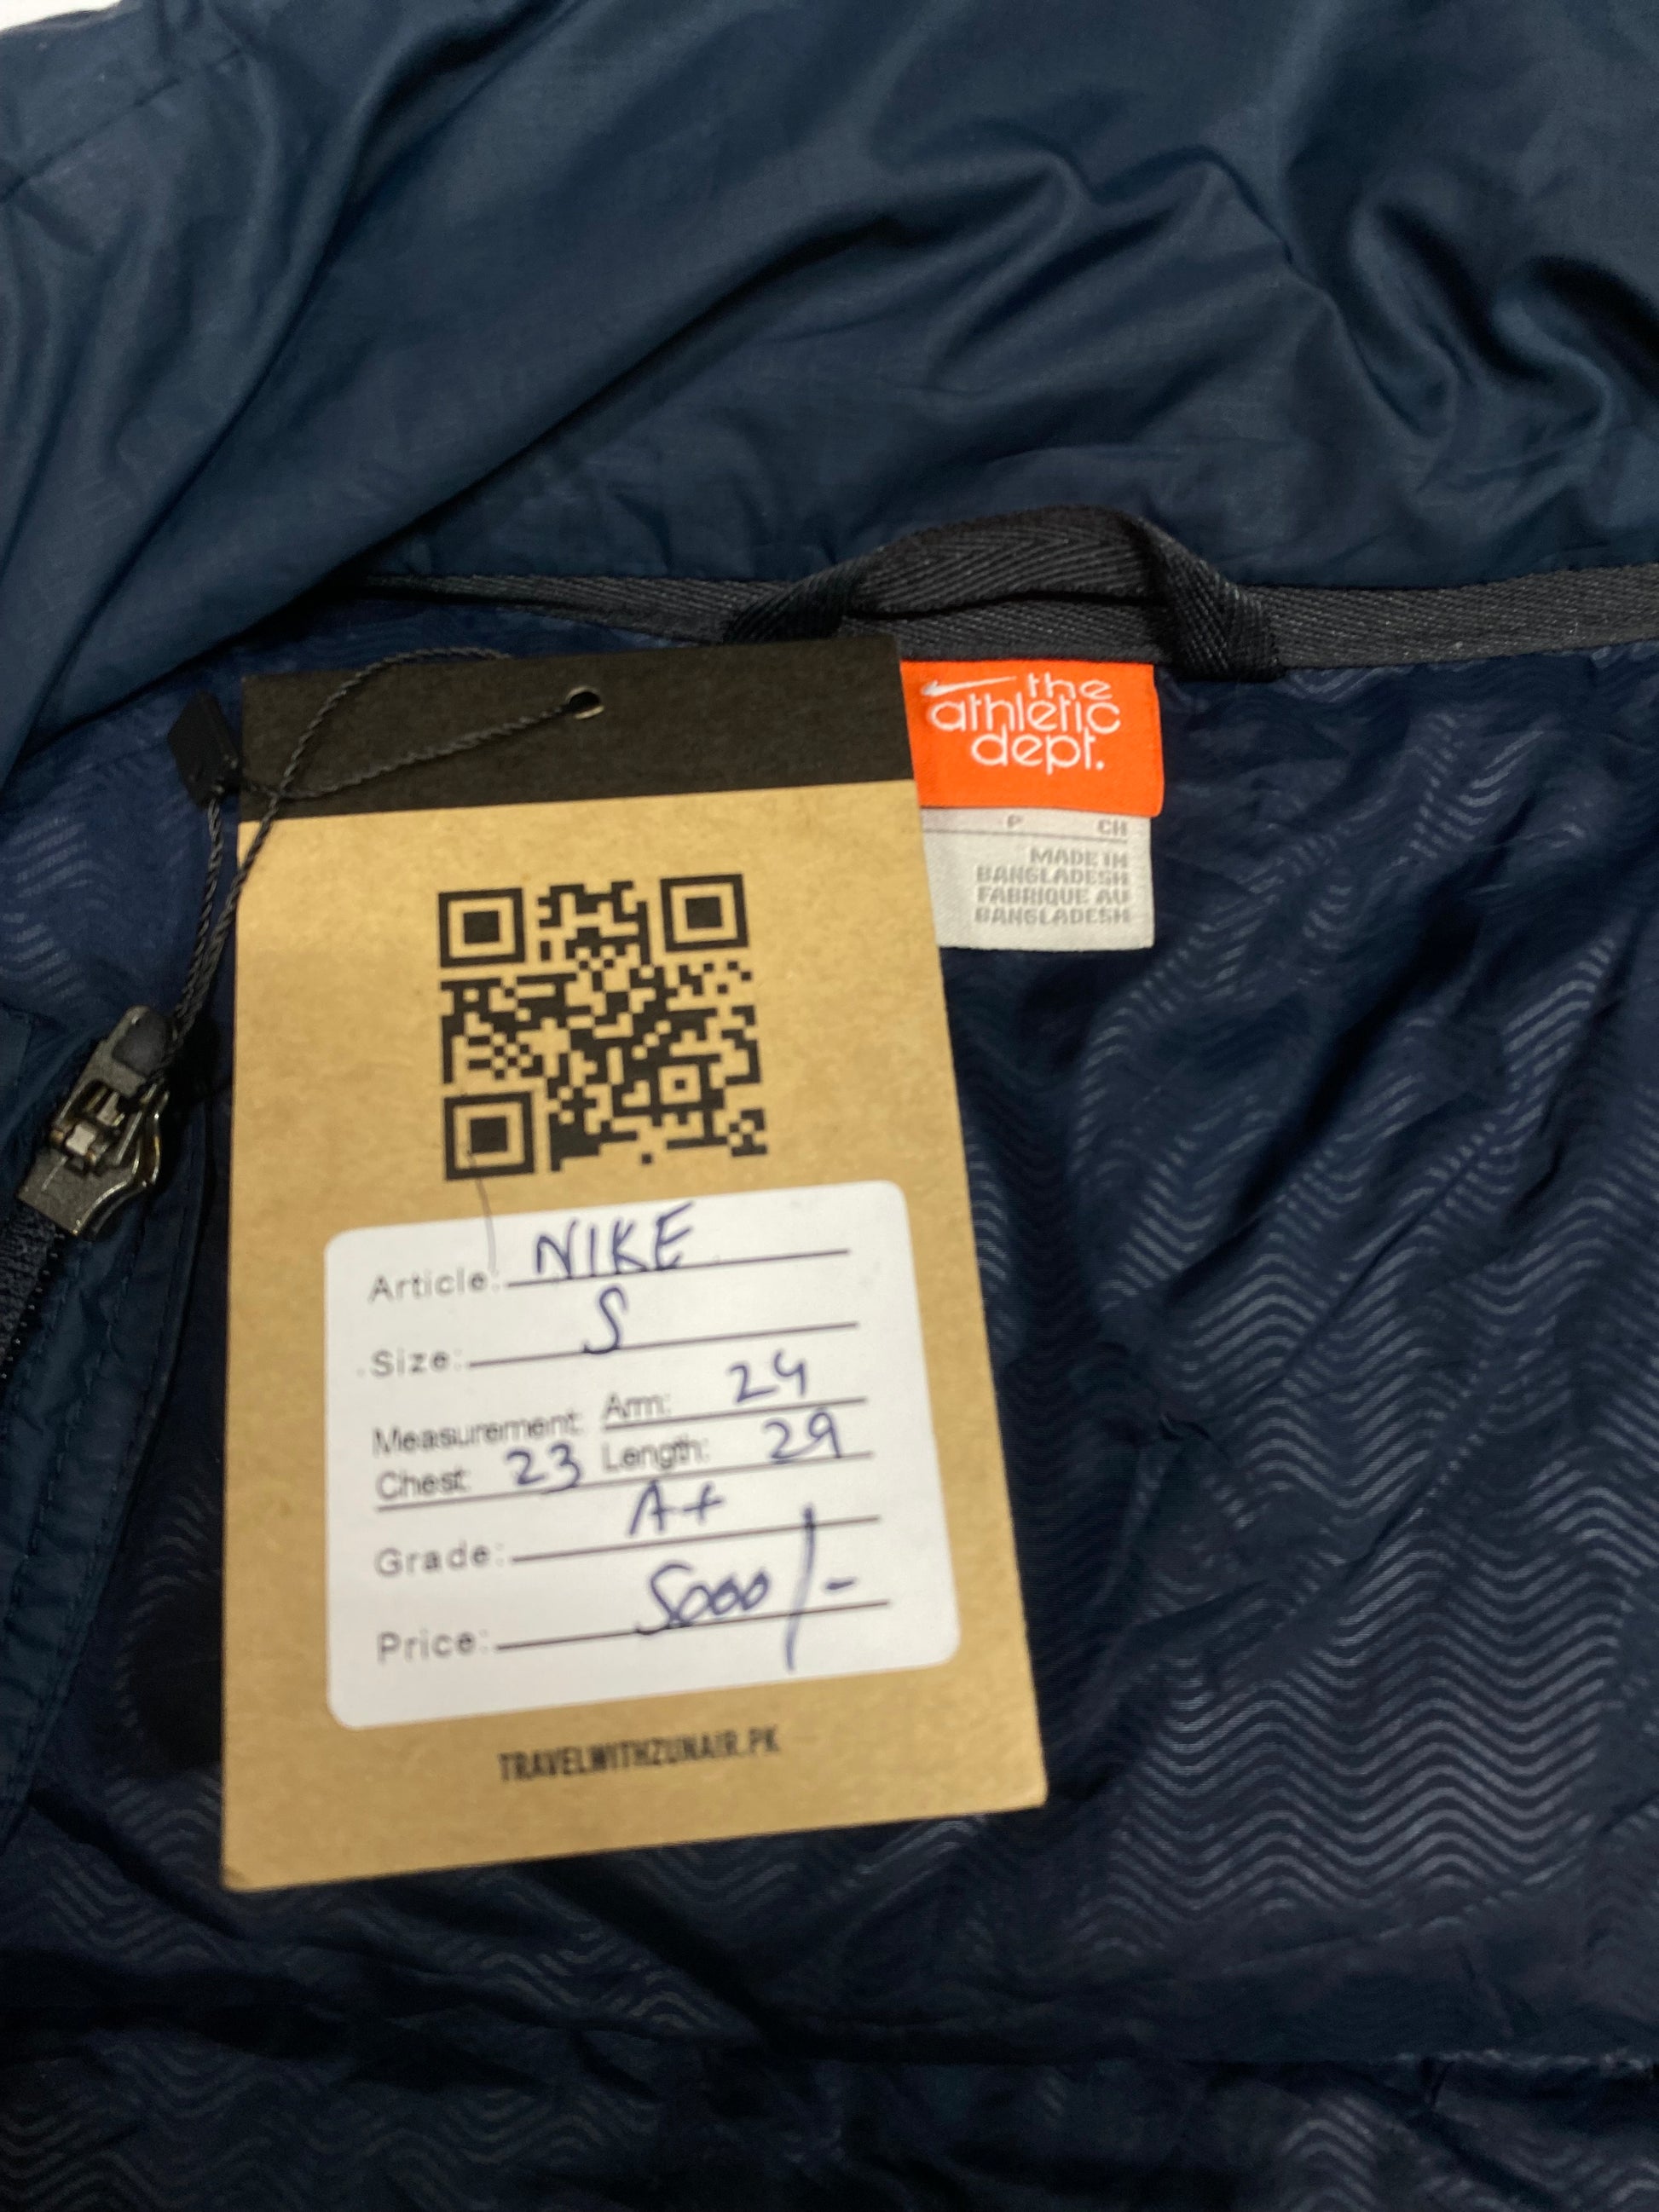 the
athletic
dept.
P CH
MADE IN
BANGLADESH
FABRIQUE AU
BANGLADESH
Article: NIKE
Size: S
Measurement: Arm: 24
Chest: 23 Length: 29
Grade: A+
Price: 5000/-
TRAVELWITHZUNAIR.PK